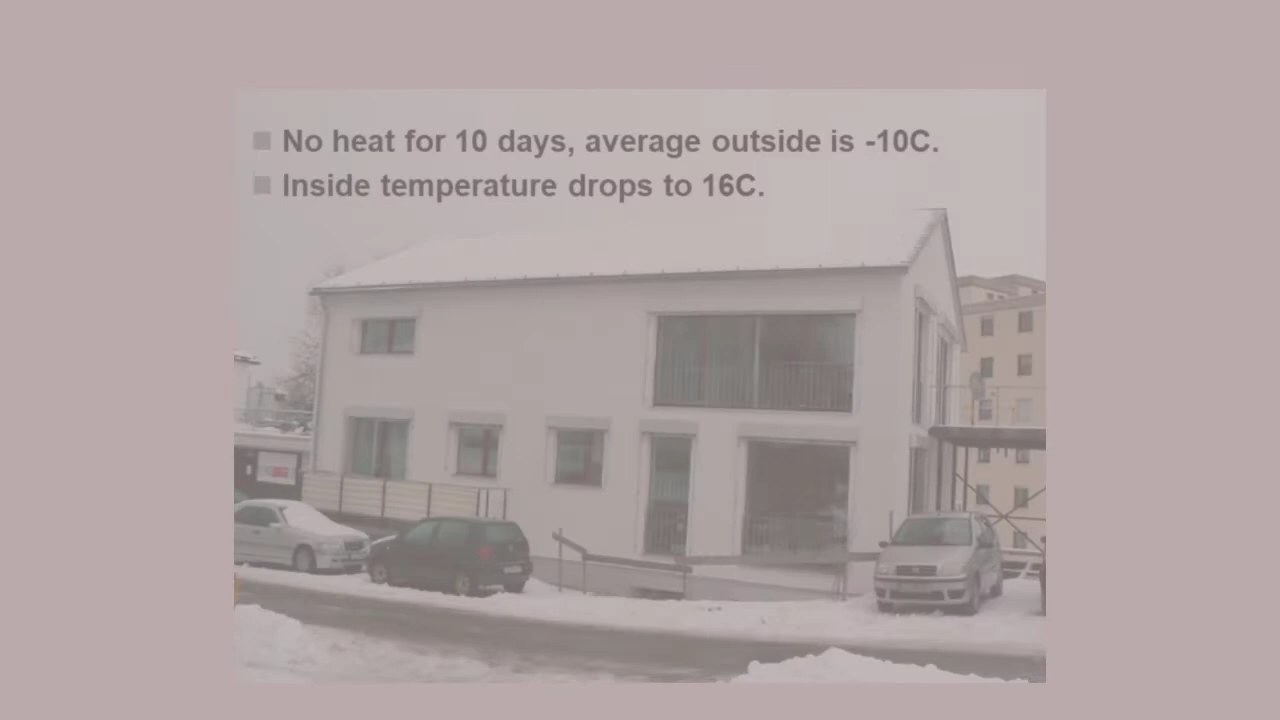 No heat for 10 days, average outside is -10C.
Inside temperature drops to 16C.